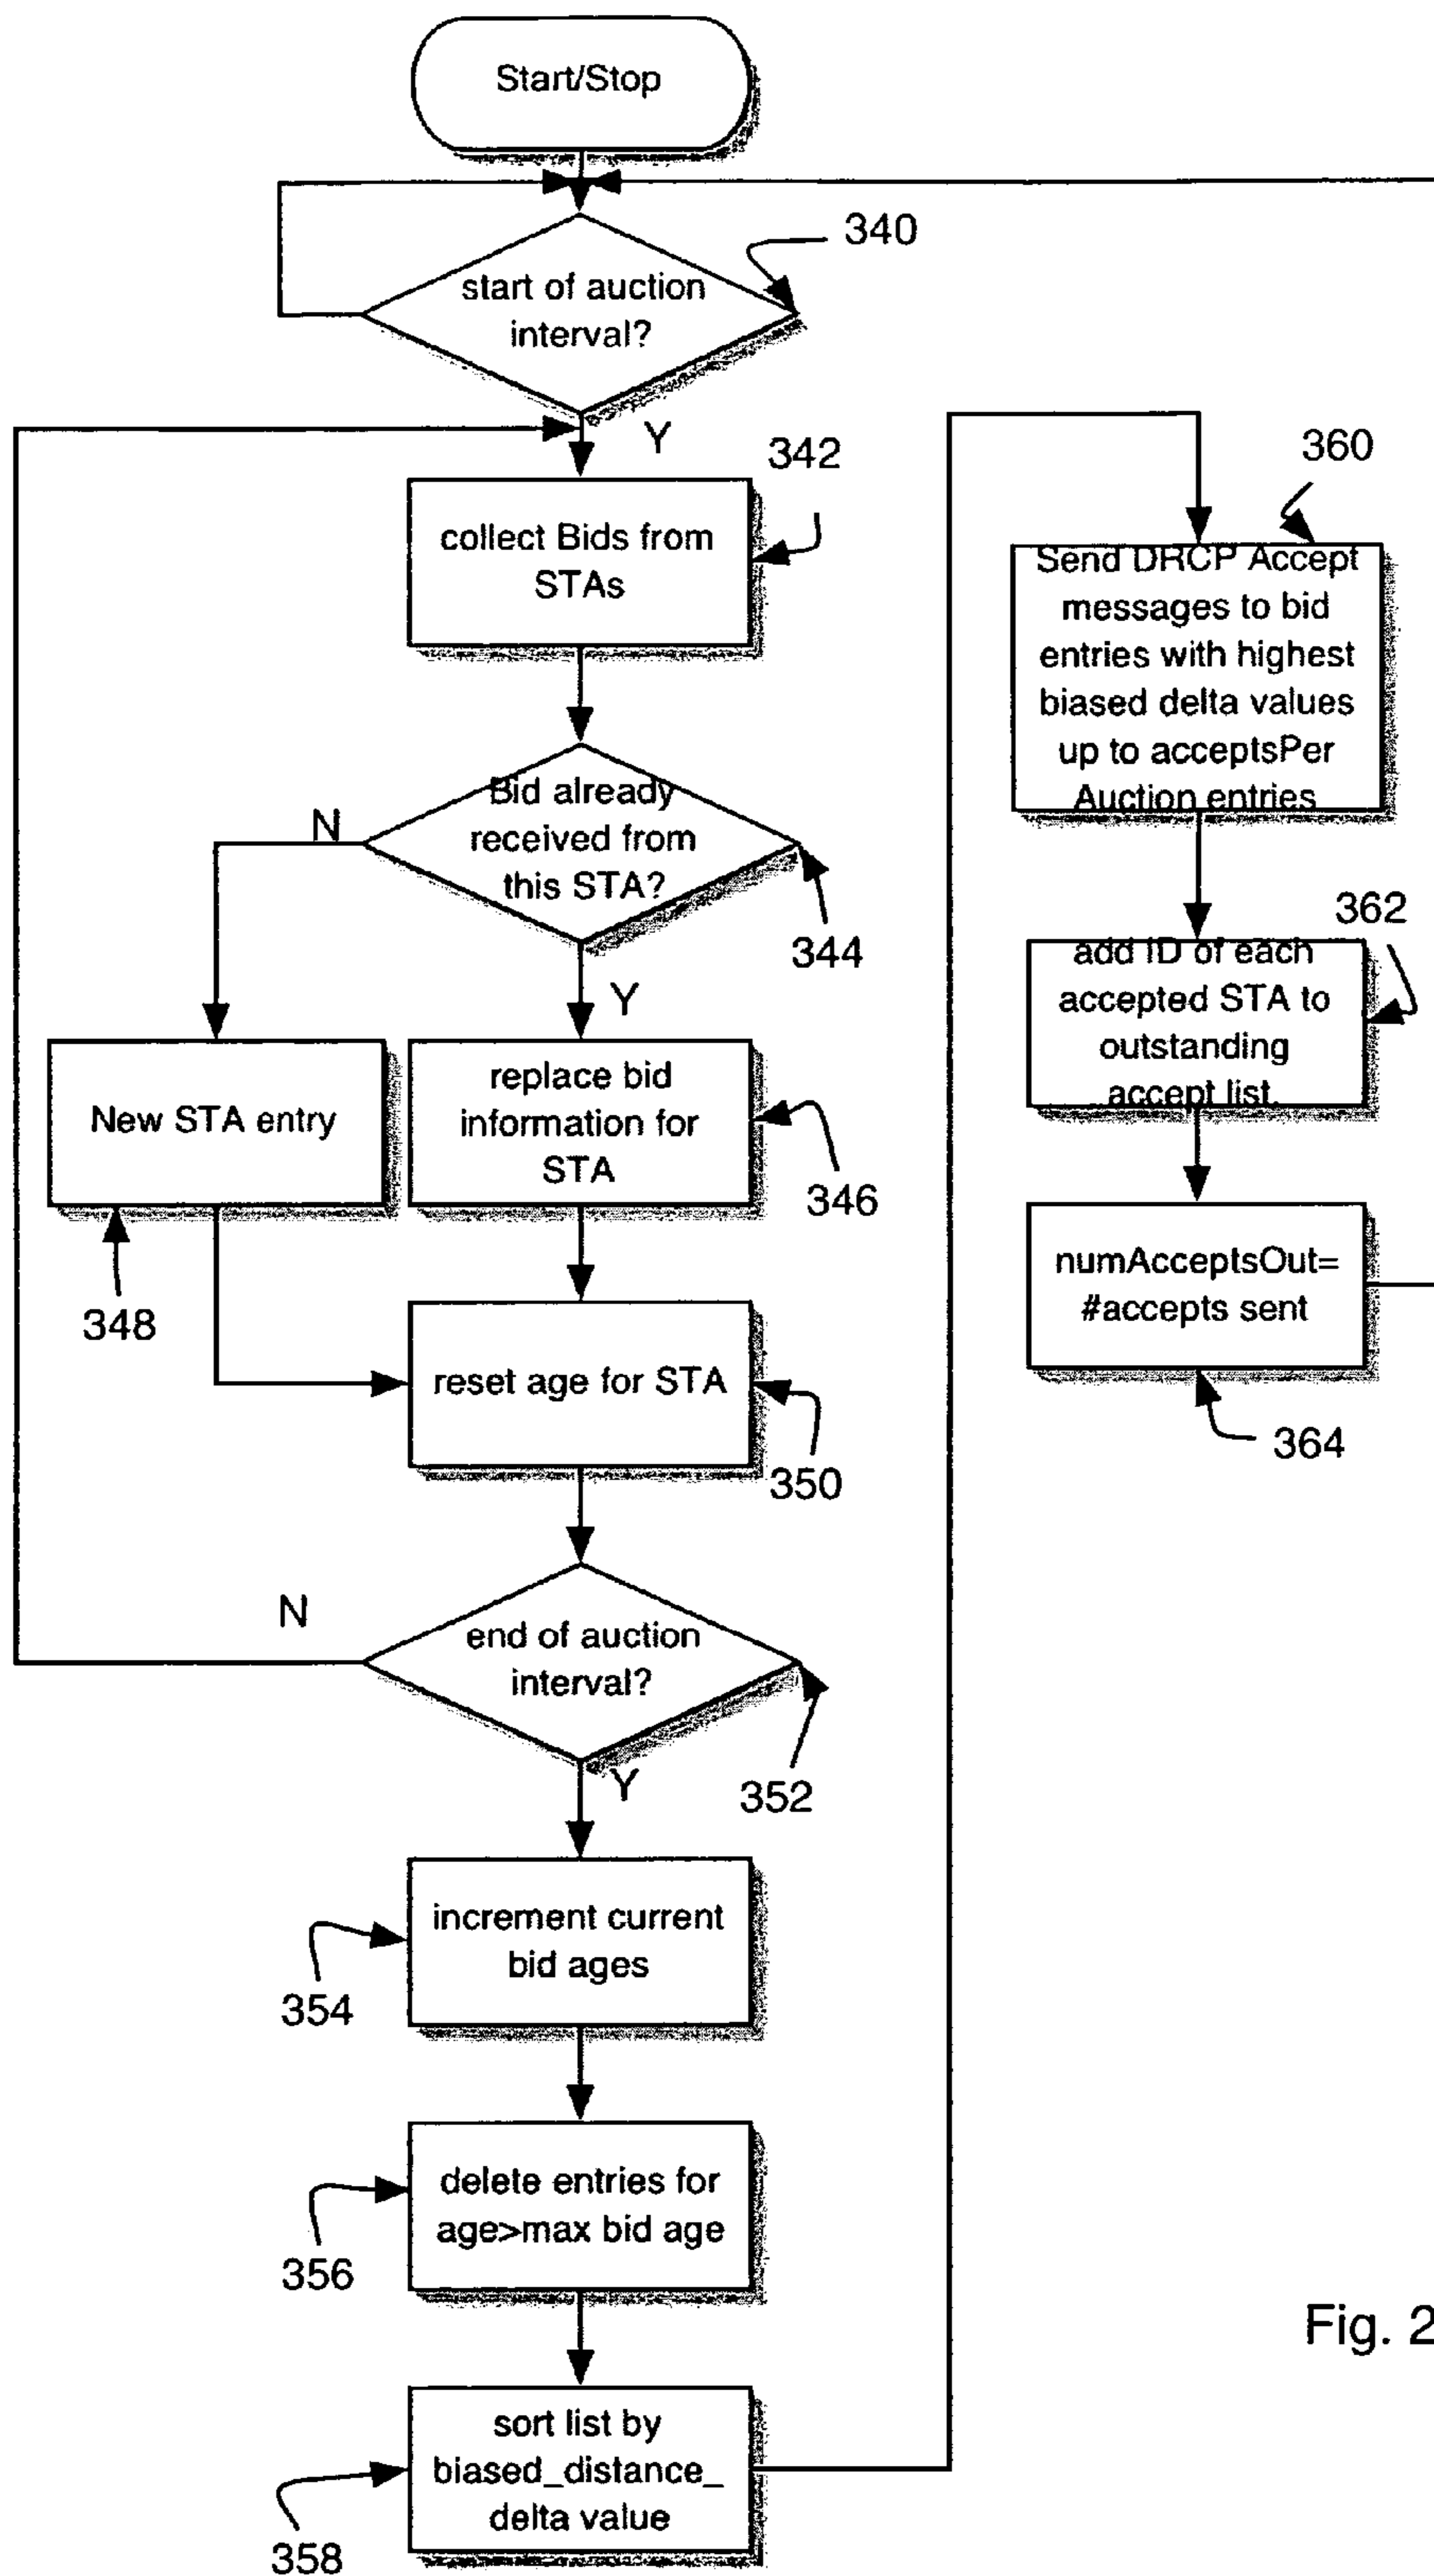 Start/Stop
start of auction
interval?
340
Y
342
collect Bids from
STAs
Bid already
received from
this STA?
N
344
Y
New STA entry
replace bid
information for
STA
346
348
reset age for STA
350
N
end of auction
interval?
352
Y
increment current
bid ages
354
delete entries for
age>max bid age
356
sort list by
biased_distance_
delta value
358
360
Send DRCP Accept
messages to bid
entries with highest
biased delta values
up to acceptsPer
Auction entries
362
add ID of each
accepted STA to
outstanding
accept list.
numAcceptsOut=
#accepts sent
364
Fig. 2